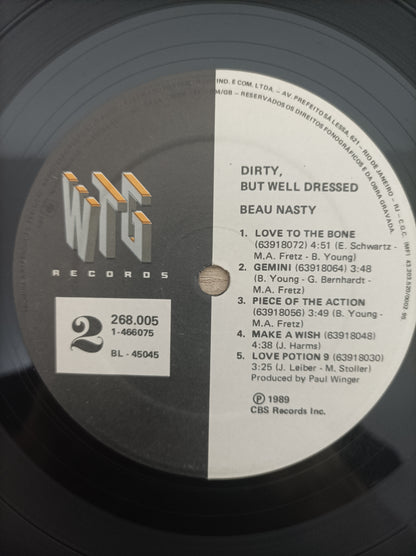 IND. E COM. LTDA. - AV. PREFEITO SÁ LESSA, 621 - RIO DE JANEIRO - RJ - C.G.C.
- RESERVADOS OS DIREITOS FONOGRÁFICOS E DA OBRA GRAVADA.
DIRTY,
BUT WELL DRESSED
BEAU NASTY
WTG
RECORDS
2
268.005
1-466075
BL - 45045
1. LOVE TO THE BONE
(63918072) 4:51 (E. Schwartz -
M.A. Fretz - B. Young)
2. GEMINI (63918064) 3:48
(B. Young - G. Bernhardt -
M.A. Fretz)
3. PIECE OF THE ACTION
(63918056) 3:49 (B. Young -
M.A. Fretz)
4. MAKE A WISH (63918048)
4:38 (J. Harms)
5. LOVE POTION 9 (63918030)
3:25 (J. Leiber - M. Stoller)
Produced by Paul Winger
Ⓟ 1989
CBS Records Inc.